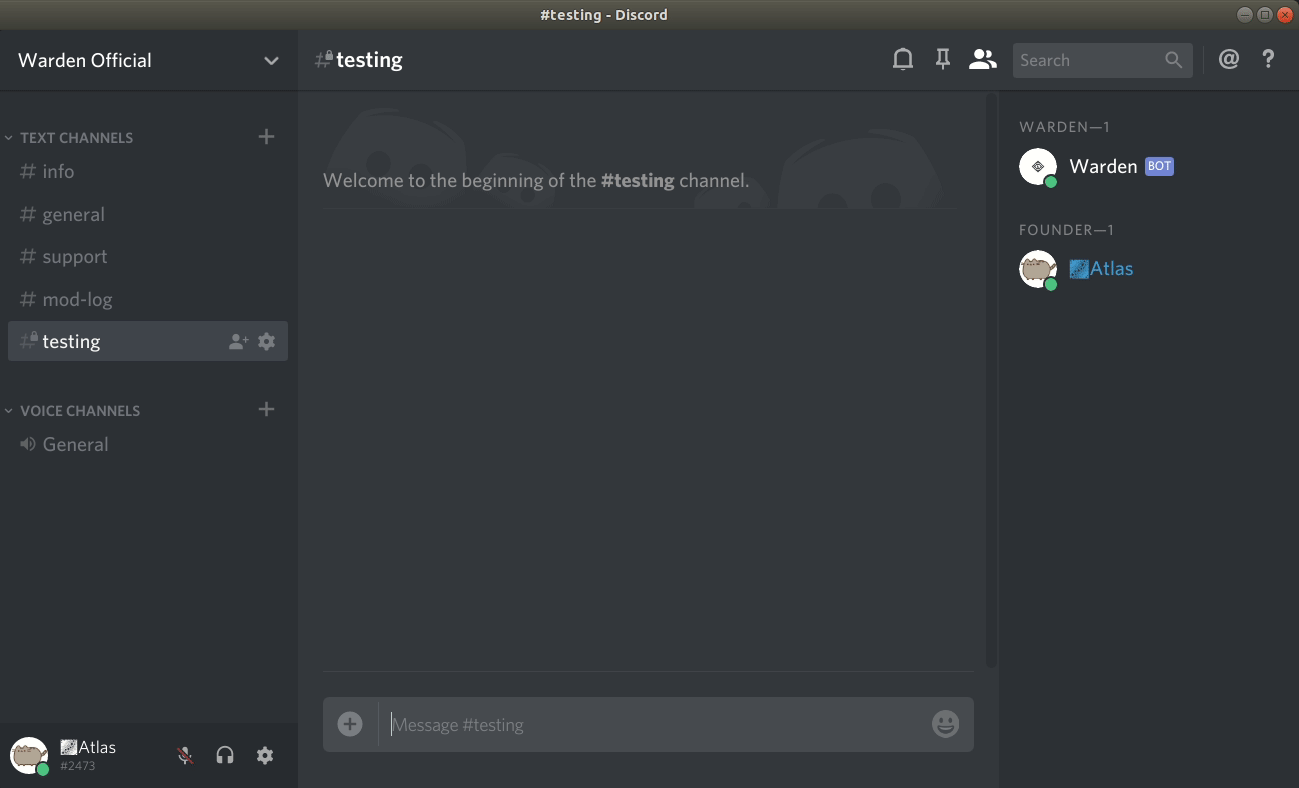 #testing - Discord
Warden Official
#testing
Search
@
?
TEXT CHANNELS
# info
# general
# support
# mod-log
# testing
VOICE CHANNELS
General
Welcome to the beginning of the #testing channel.
Message #testing
WARDEN—1
Warden BOT
FOUNDER—1
Atlas
Atlas
#2473